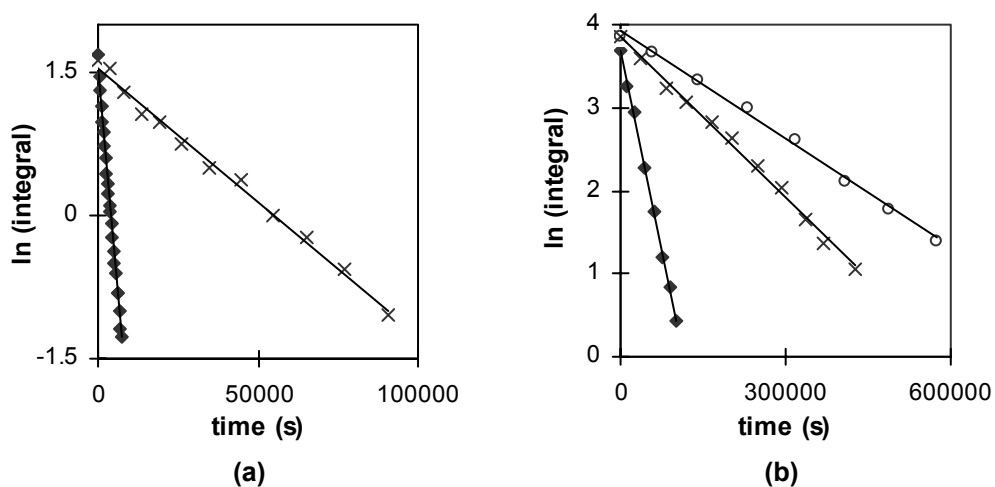 ln (integral)
1.5
0
-1.5
0 50000 100000
time (s)
(a)
ln (integral)
4
3
2
1
0
0 300000 600000
time (s)
(b)